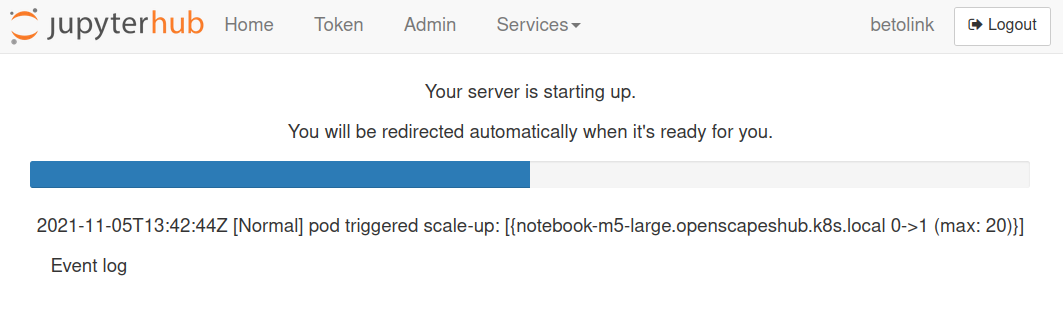 jupyterhub Home Token Admin Services betolink Logout
Your server is starting up.
You will be redirected automatically when it's ready for you.
2021-11-05T13:42:44Z [Normal] pod triggered scale-up: [{notebook-m5-large.openscapeshub.k8s.local 0->1 (max: 20)}]
Event log